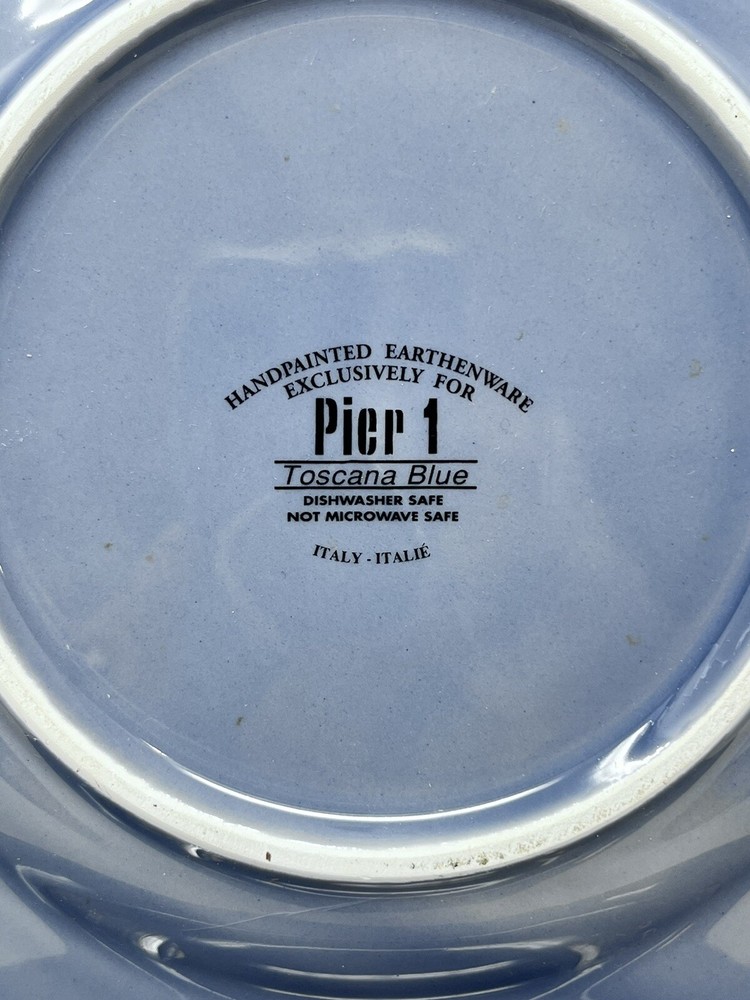 HANDPAINTED EARTHENWARE
EXCLUSIVELY FOR
Pier 1
Toscana Blue
DISHWASHER SAFE
NOT MICROWAVE SAFE
ITALY - ITALIÉ